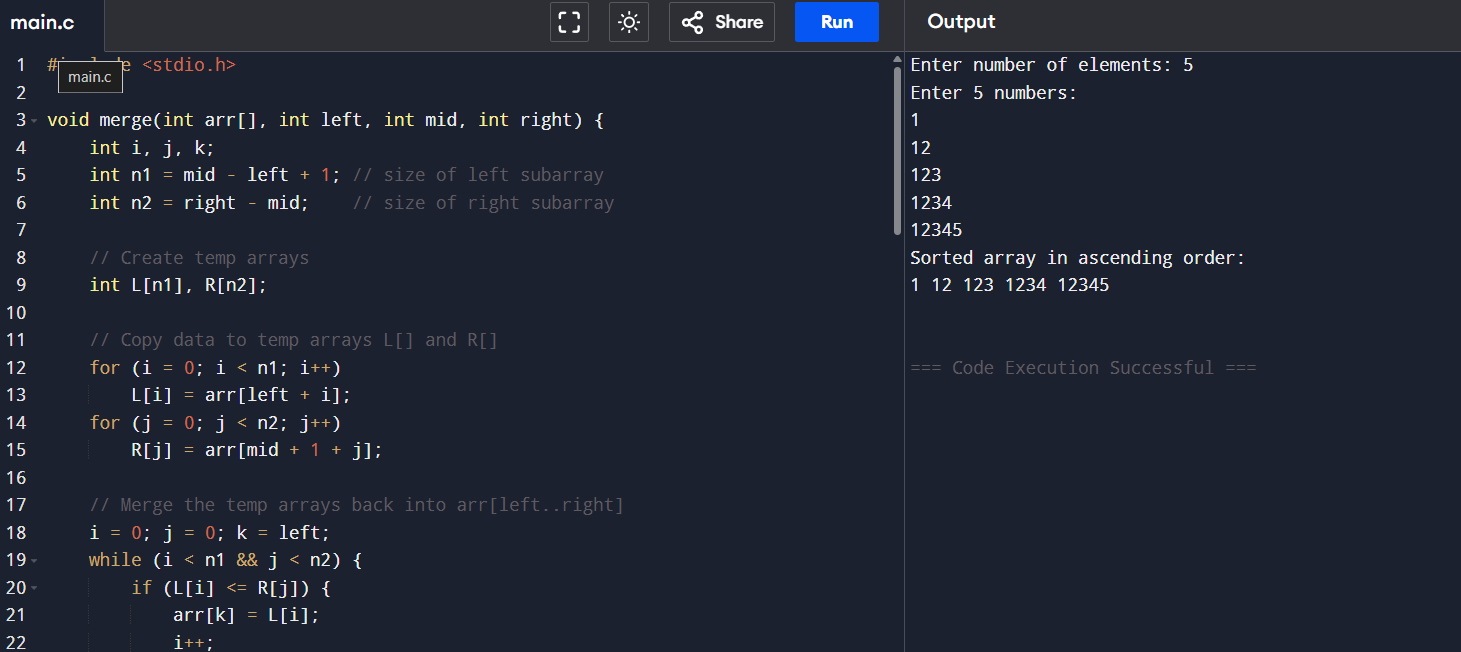 main.c
Share
Run
Output
1 # e <stdio.h>
main.c
2
3 void merge(int arr[], int left, int mid, int right) {
4 int i, j, k;
5 int n1 = mid - left + 1; // size of left subarray
6 int n2 = right - mid; // size of right subarray
7
8 // Create temp arrays
9 int L[n1], R[n2];
10
11 // Copy data to temp arrays L[] and R[]
12 for (i = 0; i < n1; i++)
13 L[i] = arr[left + i];
14 for (j = 0; j < n2; j++)
15 R[j] = arr[mid + 1 + j];
16
17 // Merge the temp arrays back into arr[left..right]
18 i = 0; j = 0; k = left;
19 while (i < n1 && j < n2) {
20 if (L[i] <= R[j]) {
21 arr[k] = L[i];
22 i++;
Enter number of elements: 5
Enter 5 numbers:
1
12
123
1234
12345
Sorted array in ascending order:
1 12 123 1234 12345
=== Code Execution Successful ===